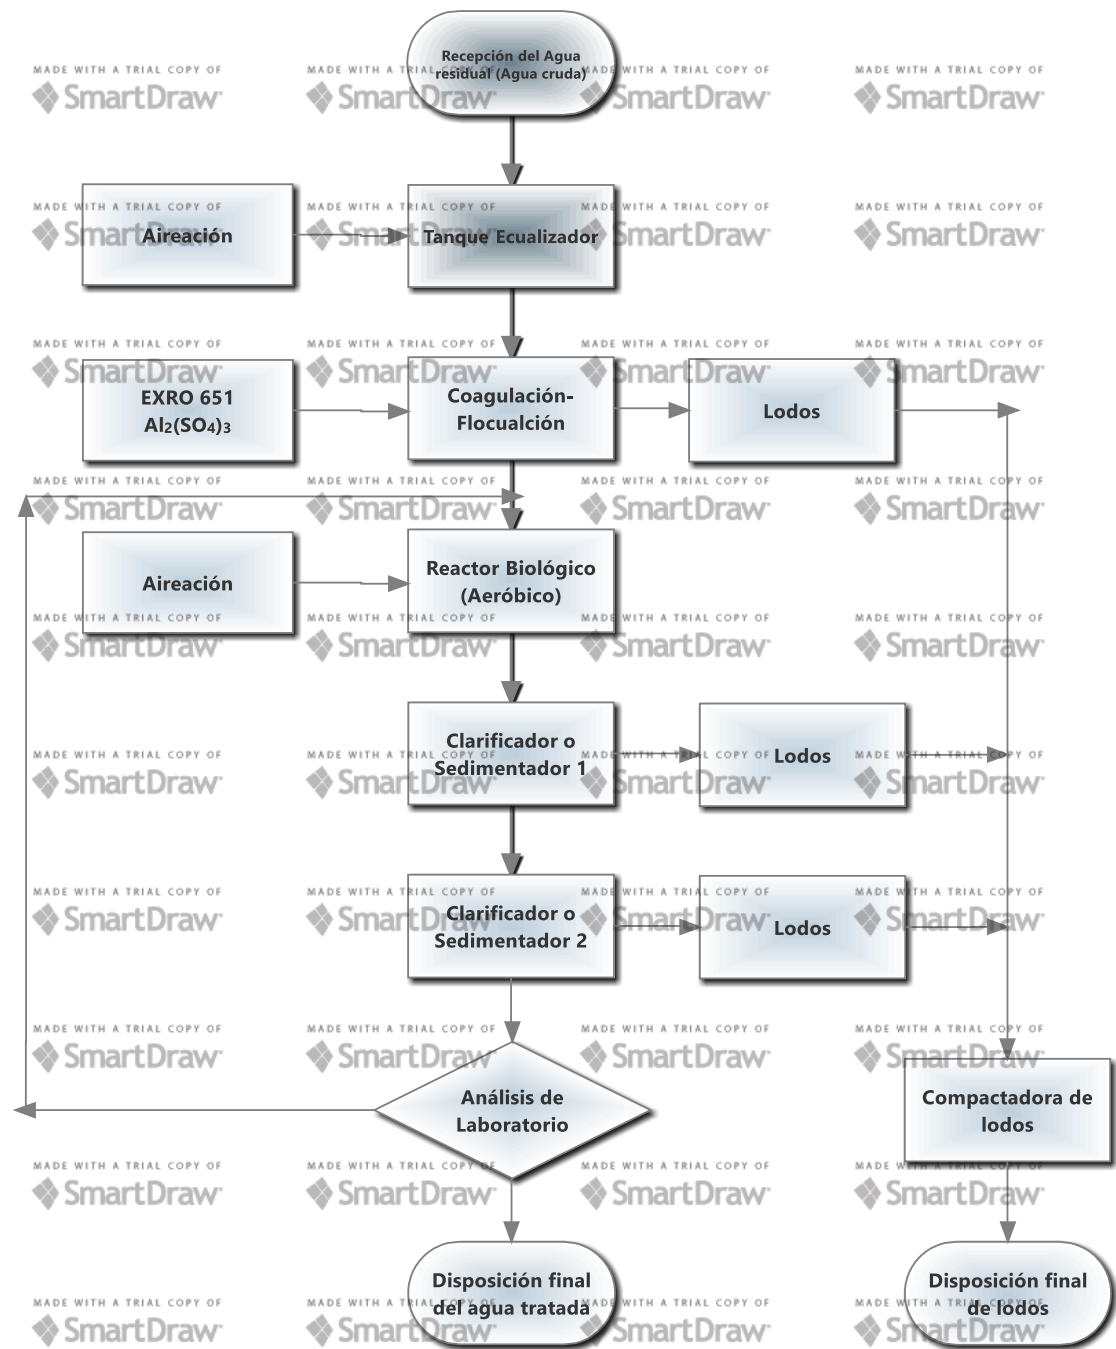 Recepción del Agua
residual (Agua cruda)
MADE WITH A TRIAL COPY OF
SmartDraw
Aireación
Tanque Ecualizador
EXRO 651
Al₂(SO₄)₃
Coagulación-
Flocualción
Lodos
Aireación
Reactor Biológico
(Aeróbico)
Clarificador o
Sedimentador 1
Lodos
Clarificador o
Sedimentador 2
Lodos
Análisis de
Laboratorio
Compactadora de
lodos
Disposición final
del agua tratada
Disposición final
de lodos